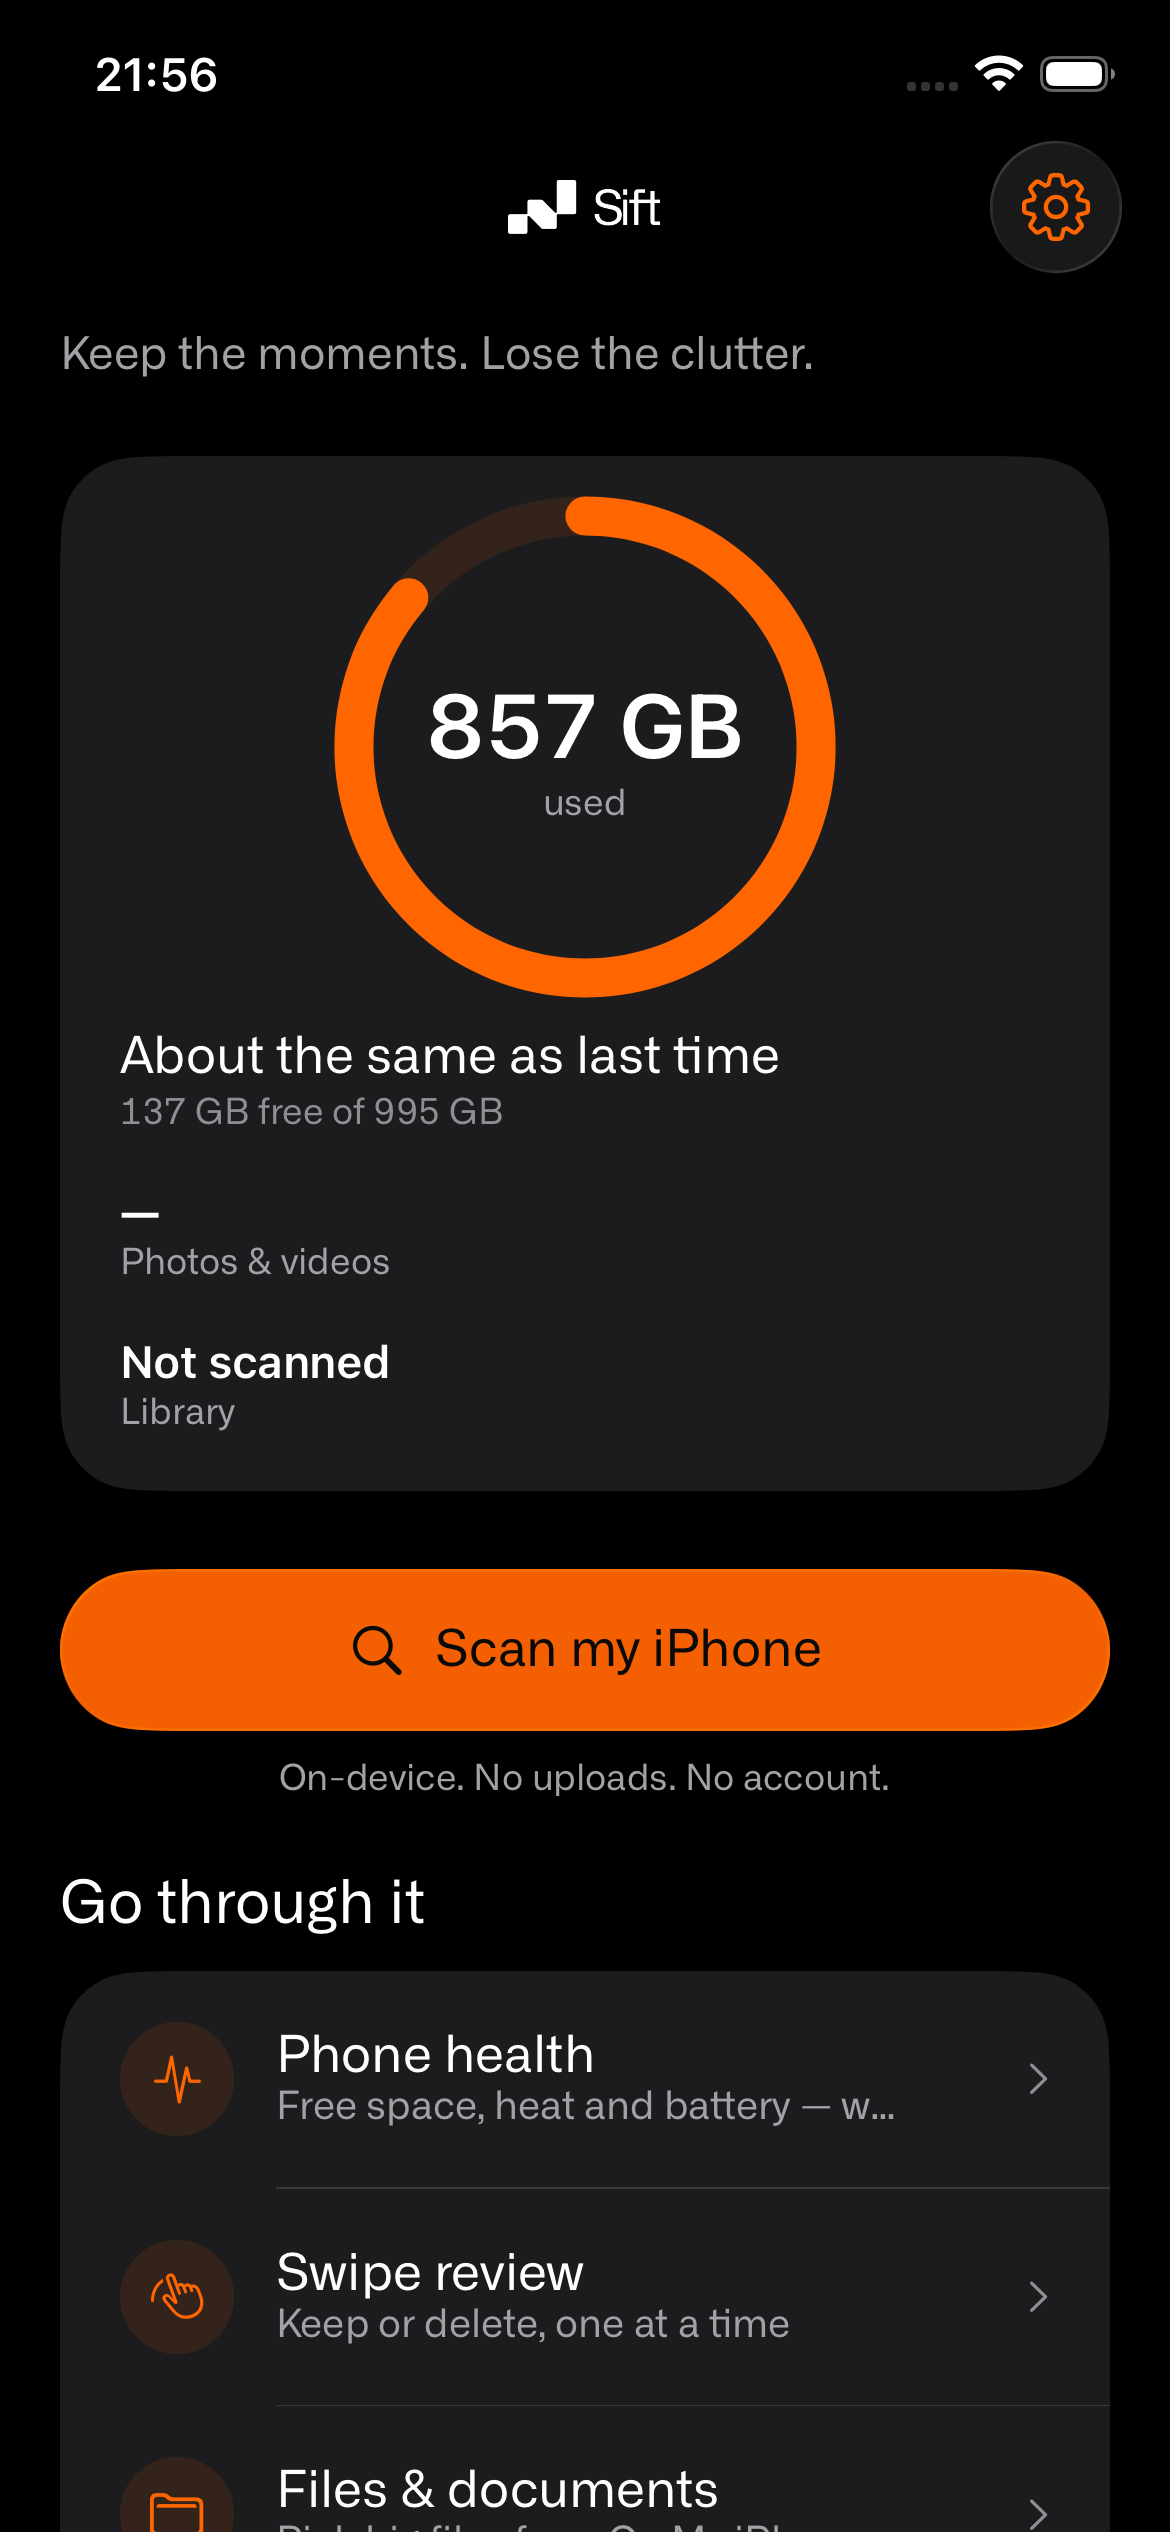 21:56
Sift
Keep the moments. Lose the clutter.
857 GB
used
About the same as last time
137 GB free of 995 GB
—
Photos & videos
Not scanned
Library
Scan my iPhone
On-device. No uploads. No account.
Go through it
Phone health
Free space, heat and battery — w...
Swipe review
Keep or delete, one at a time
Files & documents